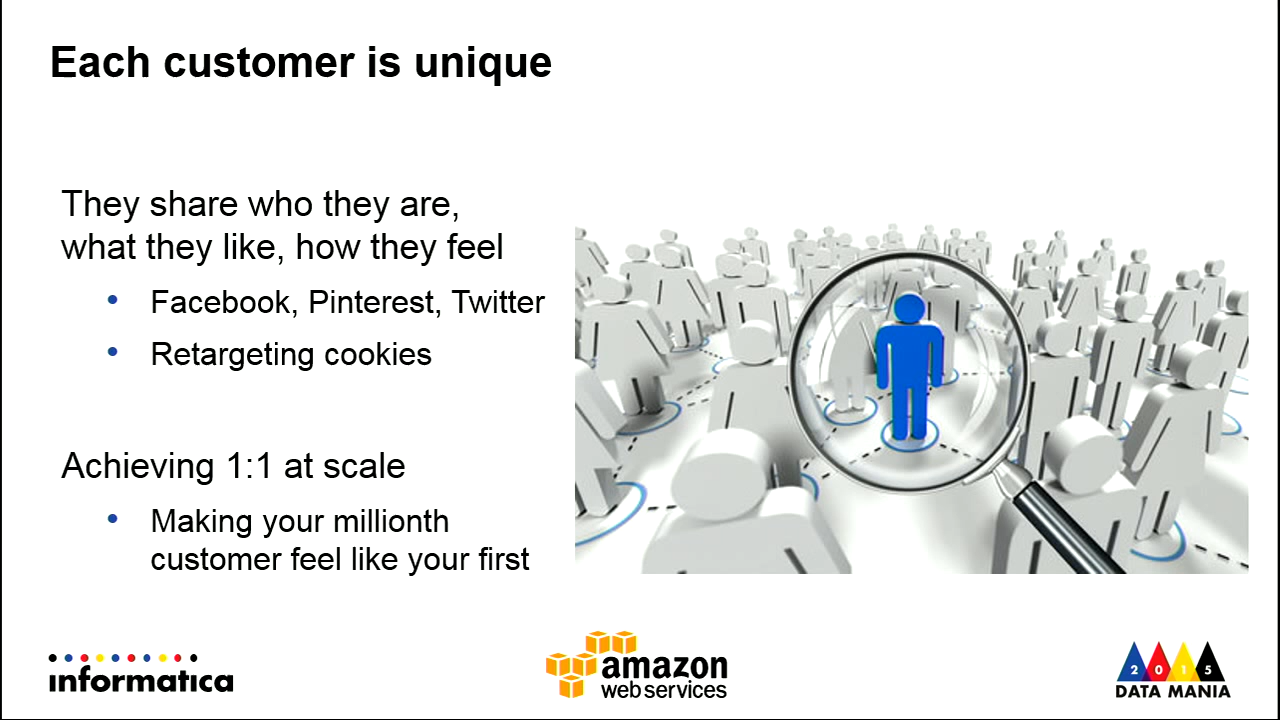 Each customer is unique
They share who they are,
what they like, how they feel
• Facebook, Pinterest, Twitter
• Retargeting cookies
Achieving 1:1 at scale
• Making your millionth
customer feel like your first
informatica
amazon
web services
2015
DATA MANIA